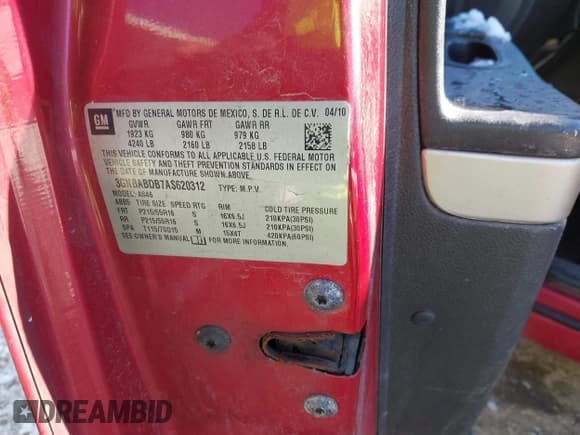 GM
MFD BY GENERAL MOTORS DE MEXICO, S. DE R.L. DE C.V. 04/10
GVWR GAWR FRT GAWR RR
1923 KG 980 KG 979 KG
4240 LB 2160 LB 2158 LB
THIS VEHICLE CONFORMS TO ALL APPLICABLE U.S. FEDERAL
VEHICLE SAFETY AND THEFT PREVENTION STANDARDS IN EFFECT
ON THE DATE OF MANUFACTURE SHOWN ABOVE.
TYPE: M.P.V.
MODEL: A846
TIRE SIZE SPEED RTG RIM COLD TIRE PRESSURE
FRT P215/55R16 S 16X6.5J 210KPA(30PSI)
RR P215/55R16 S 16X6.5J 210KPA(30PSI)
SPA T115/70D15 M 15X4T 420KPA(60PSI)
SEE OWNER'S MANUAL FOR MORE INFORMATION.
DREAMBID